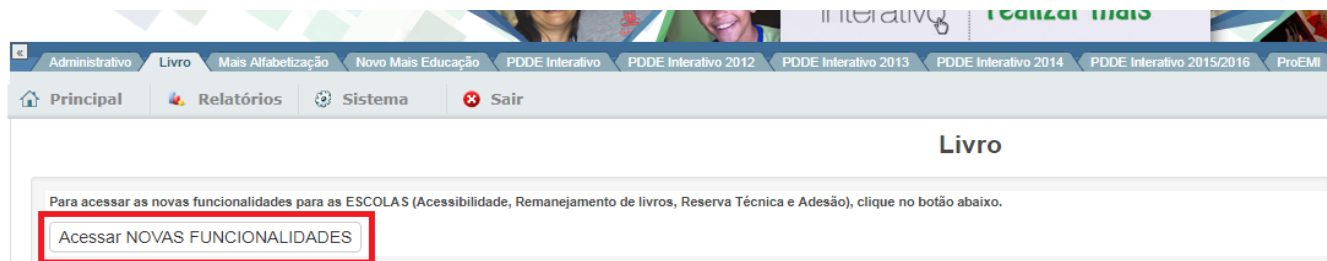 interativo realizar mais
« Administrativo Livro Mais Alfabetização Novo Mais Educação PDDE Interativo PDDE Interativo 2012 PDDE Interativo 2013 PDDE Interativo 2014 PDDE Interativo 2015/2016 ProEMI
Principal Relatórios Sistema Sair
Livro
Para acessar as novas funcionalidades para as ESCOLAS (Acessibilidade, Remanejamento de livros, Reserva Técnica e Adesão), clique no botão abaixo.
Acessar NOVAS FUNCIONALIDADES